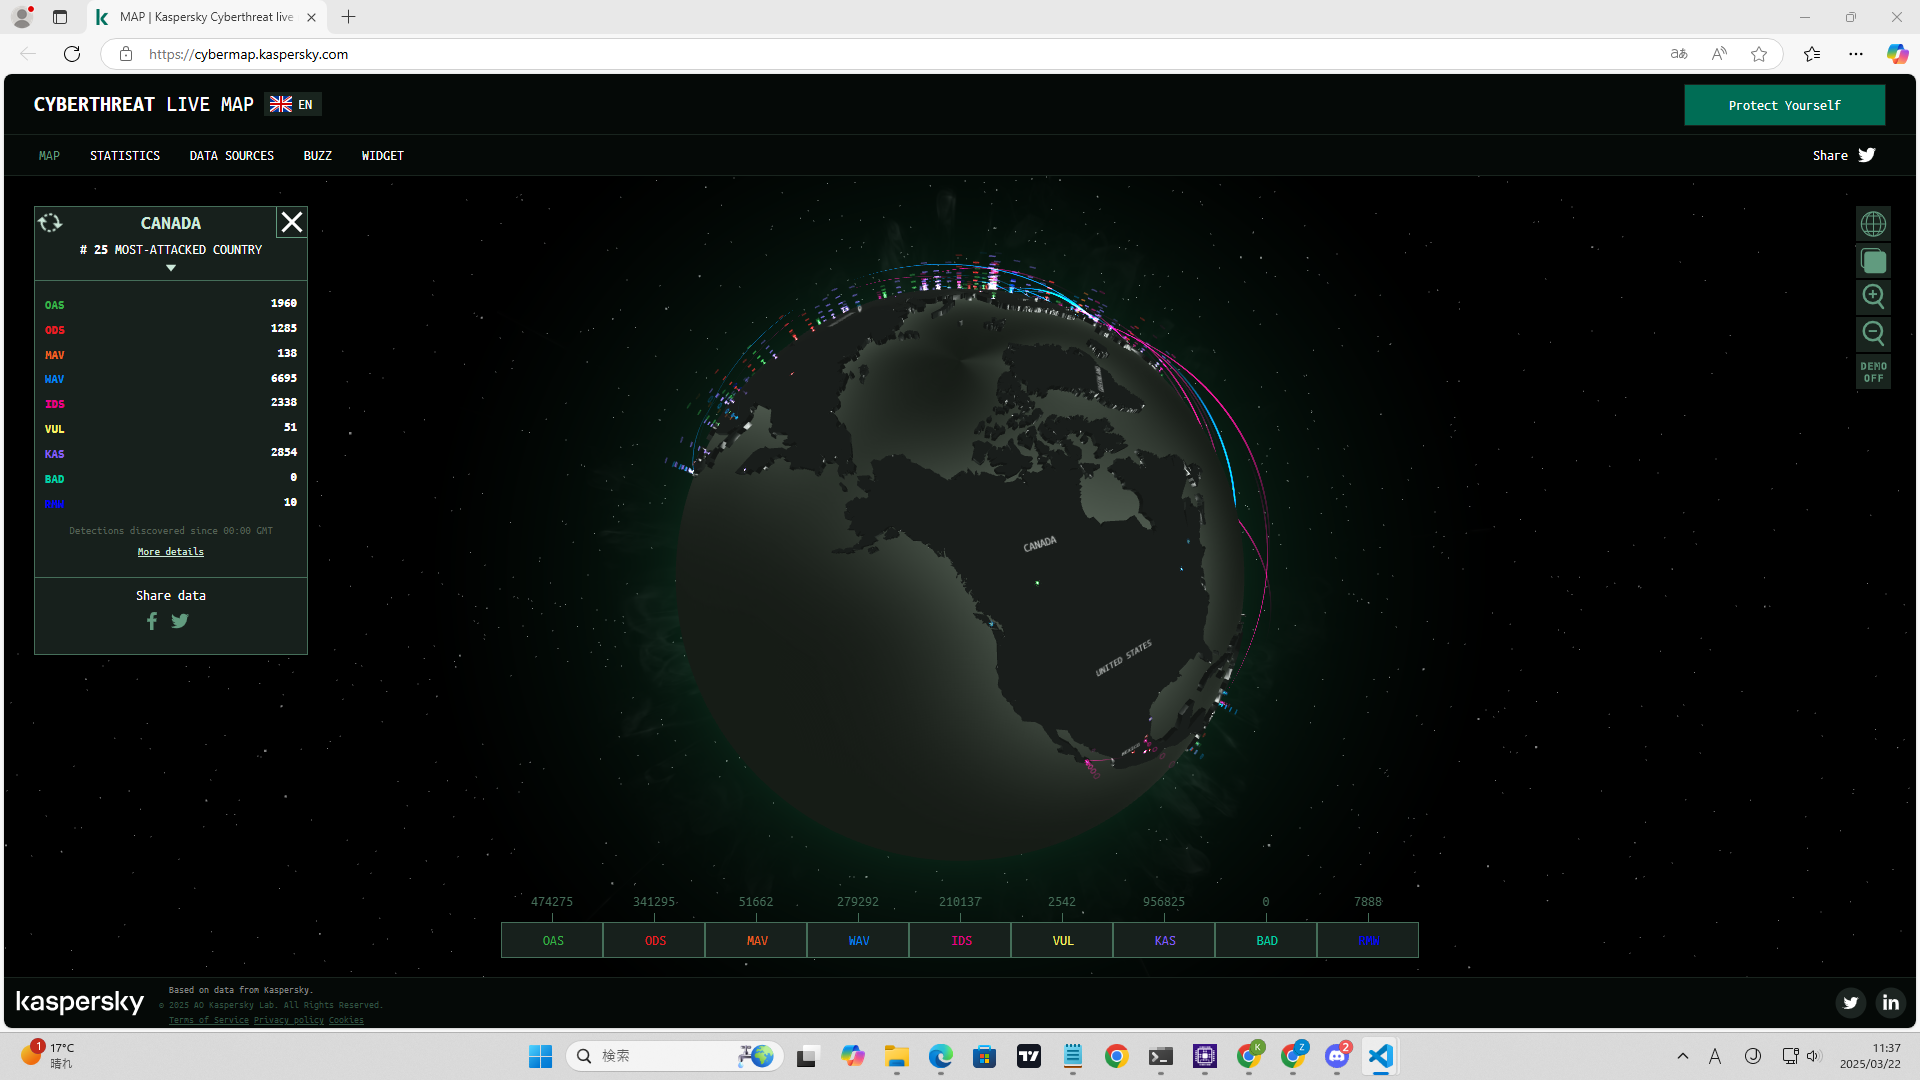 MAP | Kaspersky Cyberthreat live
https://cybermap.kaspersky.com
CYBERTHREAT LIVE MAP EN
Protect Yourself
MAP STATISTICS DATA SOURCES BUZZ WIDGET
Share
CANADA
# 25 MOST-ATTACKED COUNTRY
OAS 1960
ODS 1285
MAV 138
WAV 6695
IDS 2338
VUL 51
KAS 2854
BAD 0
RMW 10
Detections discovered since 00:00 GMT
More details
Share data
DEMO
OFF
CANADA
UNITED STATES
MEXICO
474275 341295 51662 279292 210137 2542 956825 0 7888
OAS ODS MAV WAV IDS VUL KAS BAD RMW
kaspersky
Based on data from Kaspersky.
© 2025 AO Kaspersky Lab. All Rights Reserved.
Terms of Service Privacy policy Cookies
1
17°C
晴れ
検索
K
Z
2
A
11:37
2025/03/22